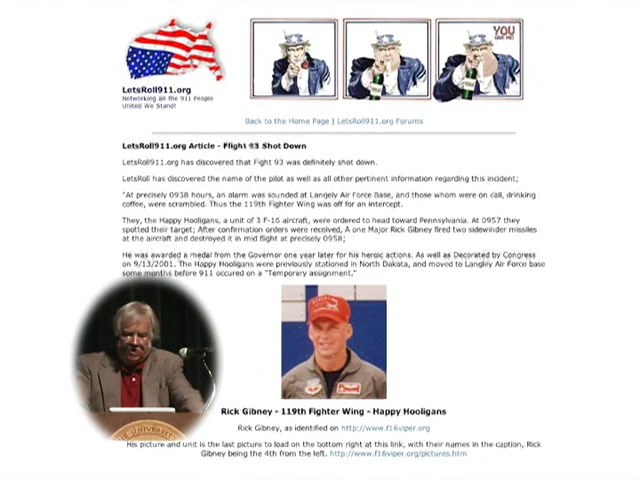 YOU
LetsRoll911.org
Networking all the 911 People
United We Stand!
Back to the Home Page | LetsRoll911.org Forums
LetsRoll911.org Article - Flight 93 Shot Down
LetsRoll911.org has discovered that Fight 93 was definitely shot down.
LetsRoll has discovered the name of the pilot as well as all other pertinent information regarding this incident;
"At precisely 0938 hours, an alarm was sounded at Langely Air Force Base, and those whom were on call, drinking
coffee, were scrambled. Thus the 119th Fighter Wing was off for an intercept.
They, the Happy Hooligans, a unit of 3 F-16 aircraft, were ordered to head toward Pennsylvania. At 0957 they
spotted their target; After confirmation orders were received, A one Major Rick Gibney fired two sidewinder missiles
at the aircraft and destroyed it in mid flight at precisely 0958;
He was awarded a medal from the Governor one year later for his heroic actions. As well as Decorated by Congress
on 9/13/2001. The Happy Hooligans were previously stationed in North Dakota, and moved to Langley Air Force base
some months before 911 occured on a "Temporary assignment."
Rick Gibney - 119th Fighter Wing - Happy Hooligans
Rick Gibney, as identified on http://www.f16viper.org
His picture and unit is the last picture to load on the bottom right at this link, with their names in the caption, Rick
Gibney being the 4th from the left. http://www.f16viper.org/pictures.htm